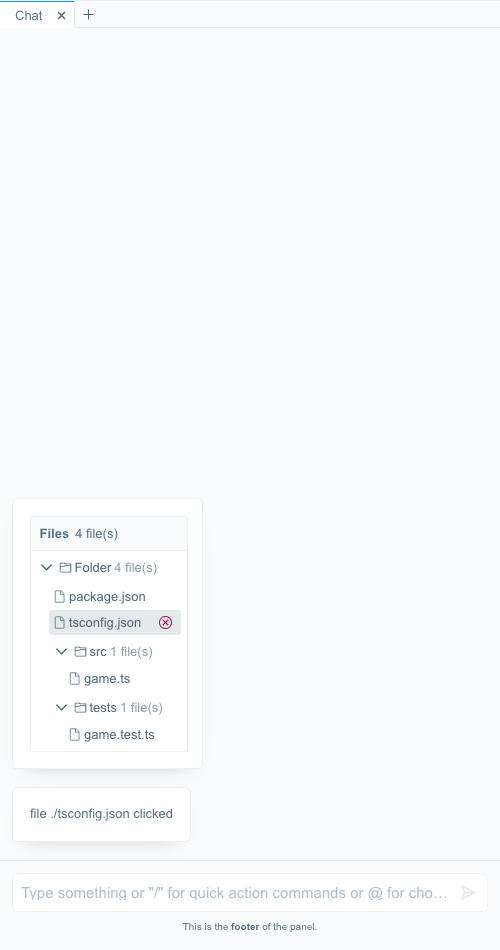 Chat
Files 4 file(s)
Folder 4 file(s)
package.json
tsconfig.json
src 1 file(s)
game.ts
tests 1 file(s)
game.test.ts
file ./tsconfig.json clicked
Type something or "/" for quick action commands or @ for cho…
This is the footer of the panel.